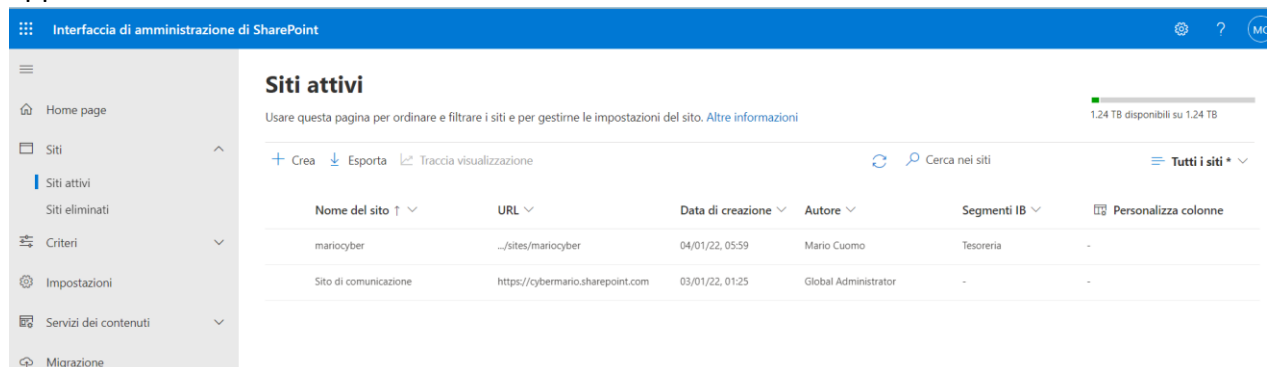 Interfaccia di amministrazione di SharePoint
?
MC
Home page
Siti
Siti attivi
Siti eliminati
Criteri
Impostazioni
Servizi dei contenuti
Migrazione
Siti attivi
Usare questa pagina per ordinare e filtrare i siti e per gestirne le impostazioni del sito. Altre informazioni
1.24 TB disponibili su 1.24 TB
+ Crea Esporta Traccia visualizzazione Cerca nei siti Tutti i siti *
Nome del sito ↑ URL Data di creazione Autore Segmenti IB Personalizza colonne
mariocyber .../sites/mariocyber 04/01/22, 05:59 Mario Cuomo Tesoreria -
Sito di comunicazione https://cybermario.sharepoint.com 03/01/22, 01:25 Global Administrator - -